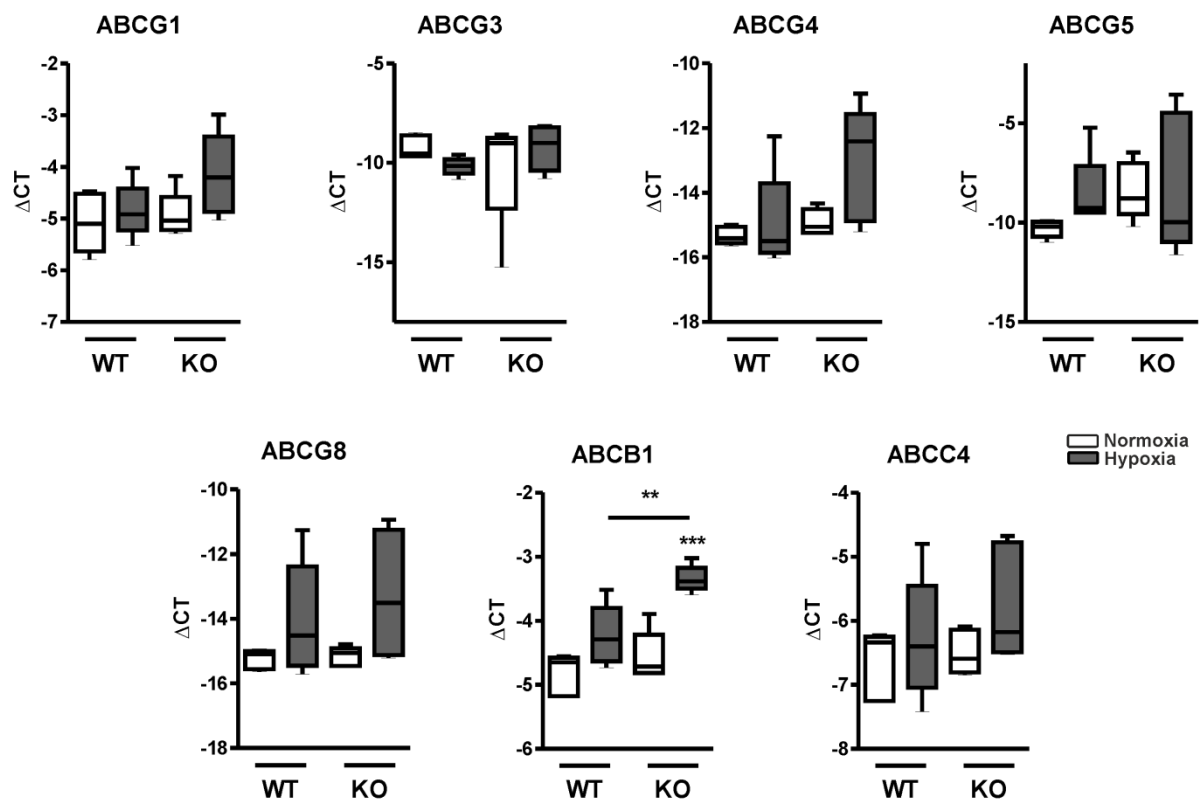 ABCG1
ΔCT
-2
-3
-4
-5
-6
-7
WT KO
ABCG3
ΔCT
-5
-10
-15
WT KO
ABCG4
ΔCT
-10
-12
-14
-16
-18
WT KO
ABCG5
ΔCT
-5
-10
-15
WT KO
ABCG8
ΔCT
-10
-12
-14
-16
-18
WT KO
ABCB1
ΔCT
-2
-3
-4
-5
-6
**
***
WT KO
ABCC4
ΔCT
-4
-5
-6
-7
-8
WT KO
Normoxia
Hypoxia